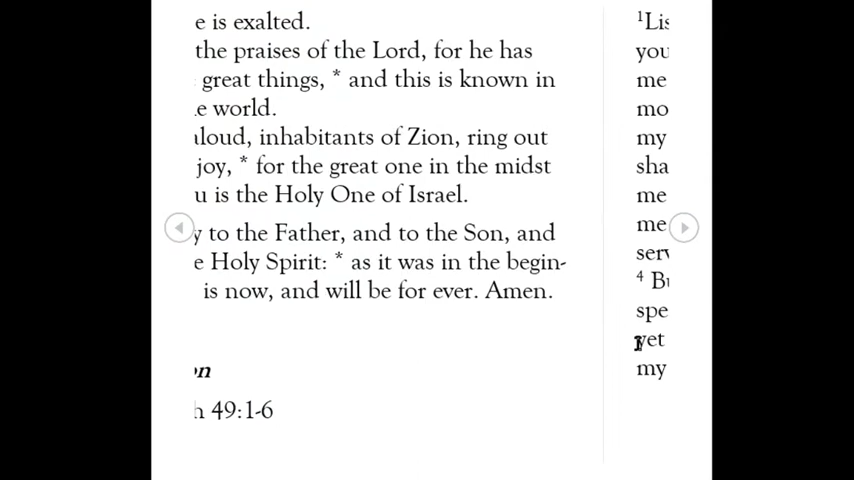 e is exalted.
the praises of the Lord, for he has
great things, * and this is known in
e world.
aloud, inhabitants of Zion, ring out
joy, * for the great one in the midst
u is the Holy One of Israel.
y to the Father, and to the Son, and
e Holy Spirit: * as it was in the begin-
is now, and will be for ever. Amen.
on
h 49:1-6
1Lis
you
me
mo
my
sha
me
me
serv
4 Bu
spe
yet
my